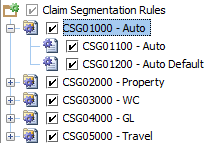 Claim Segmentation Rules
CSG01000 - Auto
CSG01100 - Auto
CSG01200 - Auto Default
CSG02000 - Property
CSG03000 - WC
CSG04000 - GL
CSG05000 - Travel